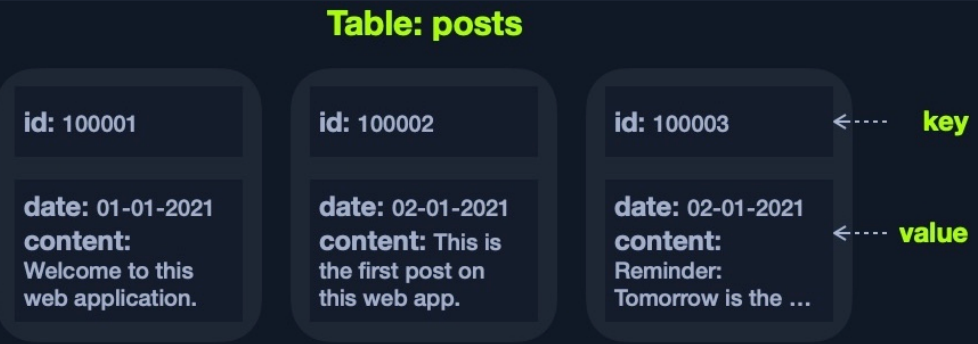 Table: posts
id: 100001
date: 01-01-2021
content:
Welcome to this
web application.
id: 100002
date: 02-01-2021
content: This is
the first post on
this web app.
id: 100003
date: 02-01-2021
content:
Reminder:
Tomorrow is the ...
key
value